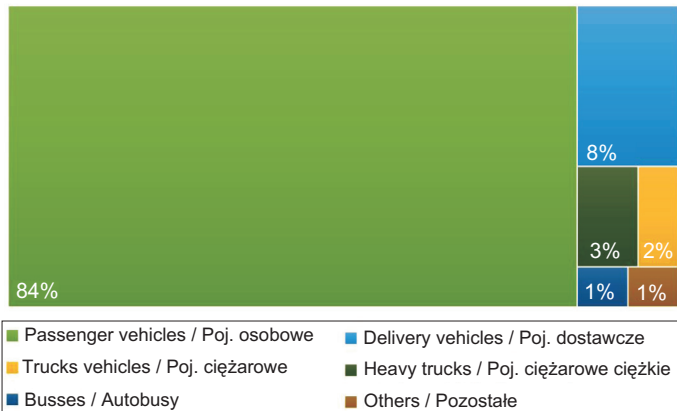 8%
3%
2%
84%
1%
1%
Passenger vehicles / Poj. osobowe
Delivery vehicles / Poj. dostawcze
Trucks vehicles / Poj. ciężarowe
Heavy trucks / Poj. ciężarowe ciężkie
Busses / Autobusy
Others / Pozostałe